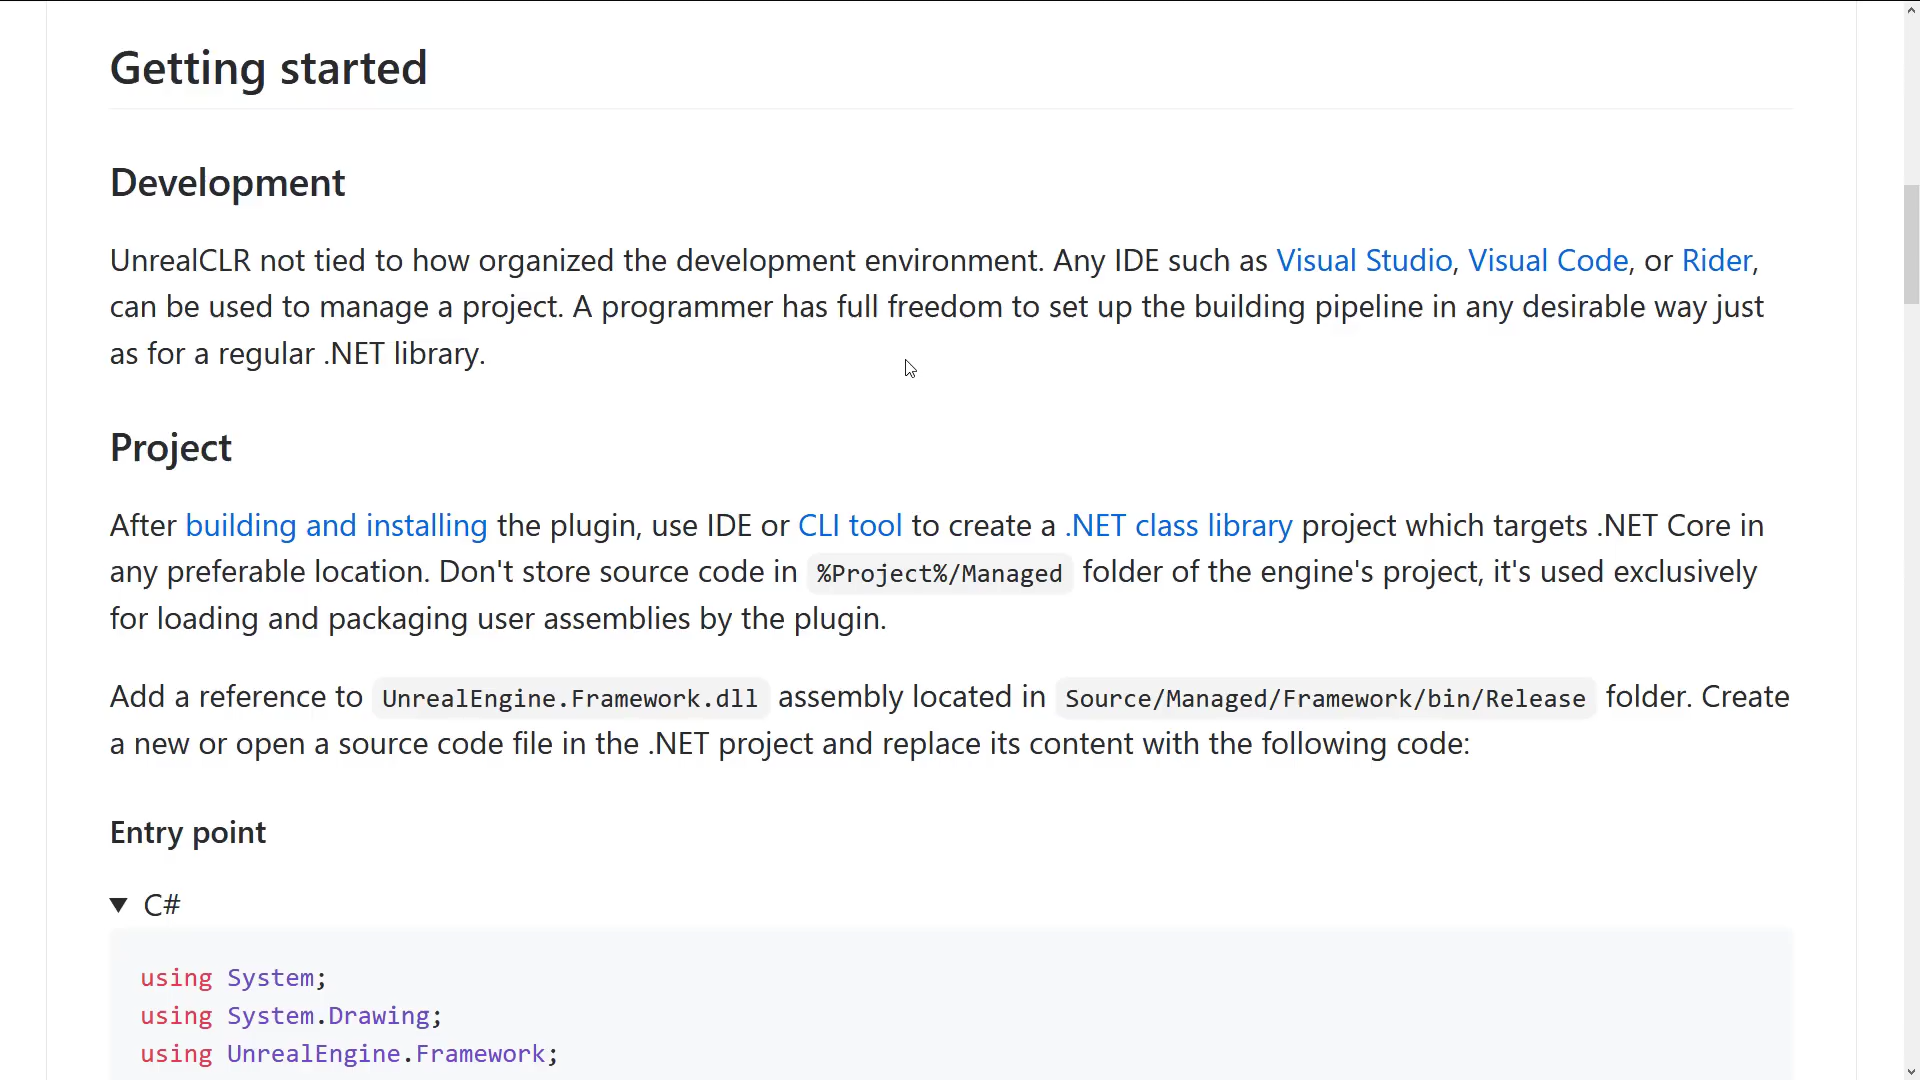 Getting started
Development
UnrealCLR not tied to how organized the development environment. Any IDE such as Visual Studio, Visual Code, or Rider,
can be used to manage a project. A programmer has full freedom to set up the building pipeline in any desirable way just
as for a regular .NET library.
Project
After building and installing the plugin, use IDE or CLI tool to create a .NET class library project which targets .NET Core in
any preferable location. Don't store source code in %Project%/Managed folder of the engine's project, it's used exclusively
for loading and packaging user assemblies by the plugin.
Add a reference to UnrealEngine.Framework.dll assembly located in Source/Managed/Framework/bin/Release folder. Create
a new or open a source code file in the .NET project and replace its content with the following code:
Entry point
▼ C#
using System;
using System.Drawing;
using UnrealEngine.Framework;